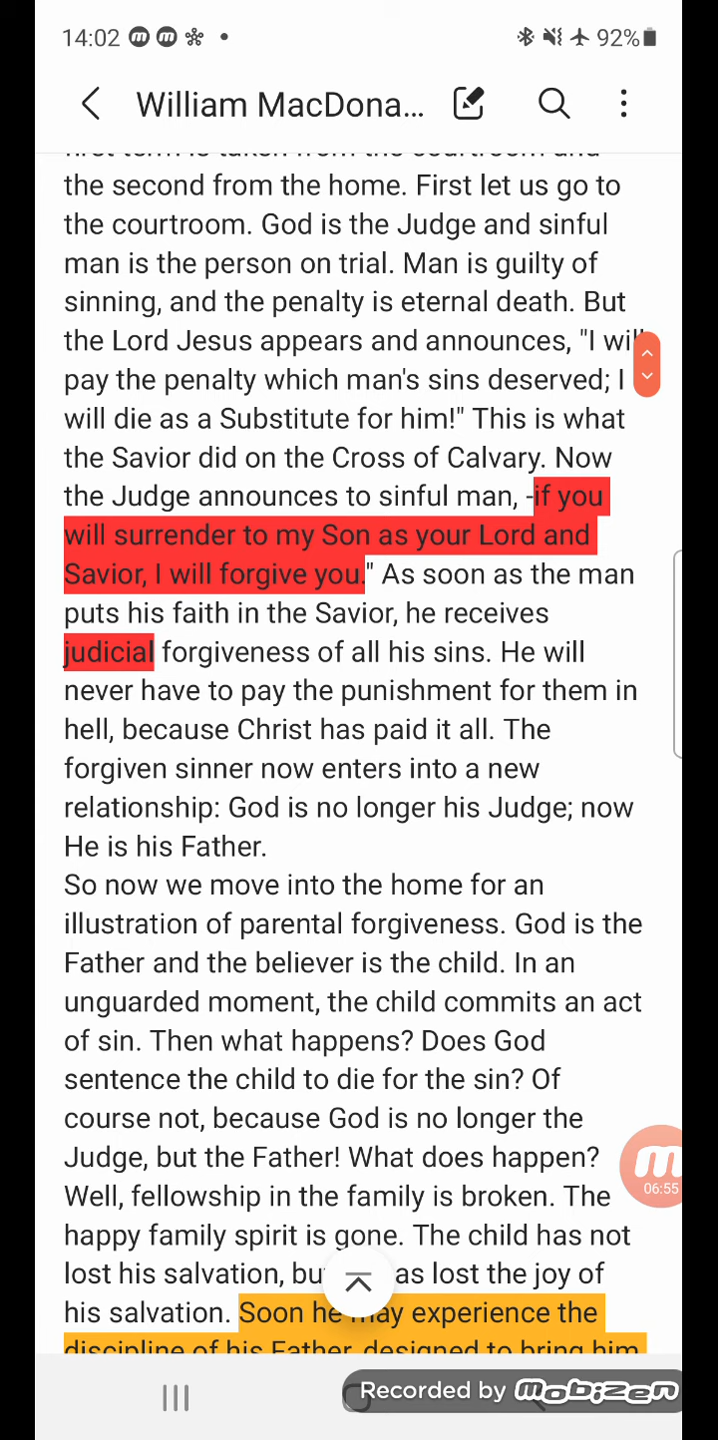 14:02
92%
William MacDona...
the second from the home. First let us go to
the courtroom. God is the Judge and sinful
man is the person on trial. Man is guilty of
sinning, and the penalty is eternal death. But
the Lord Jesus appears and announces, "I will
pay the penalty which man's sins deserved; I
will die as a Substitute for him!" This is what
the Savior did on the Cross of Calvary. Now
the Judge announces to sinful man, -if you
will surrender to my Son as your Lord and
Savior, I will forgive you." As soon as the man
puts his faith in the Savior, he receives
judicial forgiveness of all his sins. He will
never have to pay the punishment for them in
hell, because Christ has paid it all. The
forgiven sinner now enters into a new
relationship: God is no longer his Judge; now
He is his Father.
So now we move into the home for an
illustration of parental forgiveness. God is the
Father and the believer is the child. In an
unguarded moment, the child commits an act
of sin. Then what happens? Does God
sentence the child to die for the sin? Of
course not, because God is no longer the
Judge, but the Father! What does happen?
06:55
Well, fellowship in the family is broken. The
happy family spirit is gone. The child has not
lost his salvation, bu as lost the joy of
his salvation. Soon he may experience the
discipline of his Father, designed to bring him
Recorded by mobizen